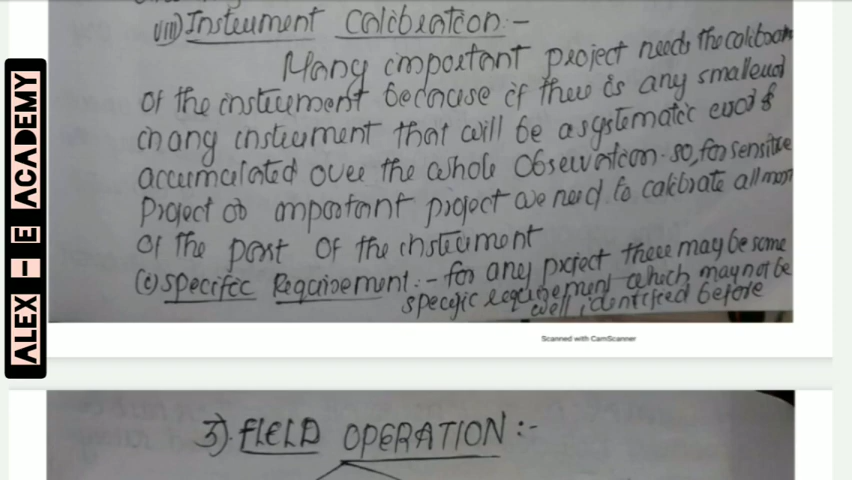 viii) Instrument Calibration :-
Many important project needs the calibration
of the instrument because if there is any small error
in any instrument that will be a systematic error &
accumulated over the whole observation. so, for sensitive
project or important project we need to calibrate all most
of the part of the instrument
(c) Specific Requirement :- for any project there may be some
specific requirement which may not be
well identified before
Scanned with CamScanner
3). FIELD OPERATION :-
ALEX - E ACADEMY